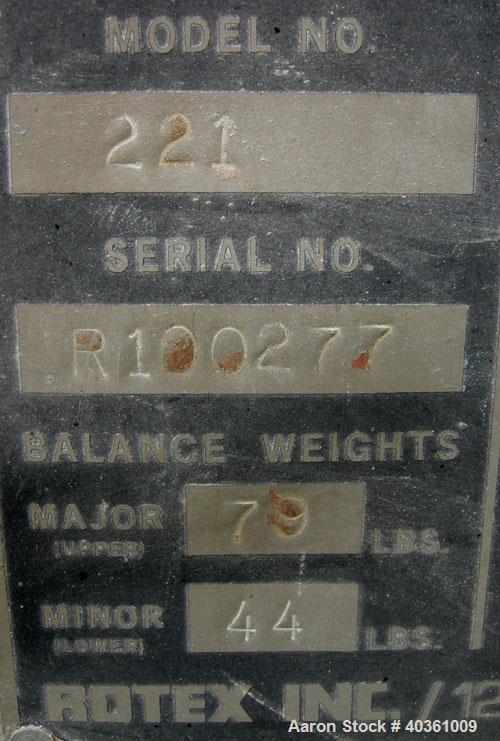 MODEL NO.
221
SERIAL NO.
R100277
BALANCE WEIGHTS
MAJOR 79 LBS.
(UPPER)
MINOR 44 LBS.
(LOWER)
ROTEX INC. / 12
Aaron Stock # 40361009